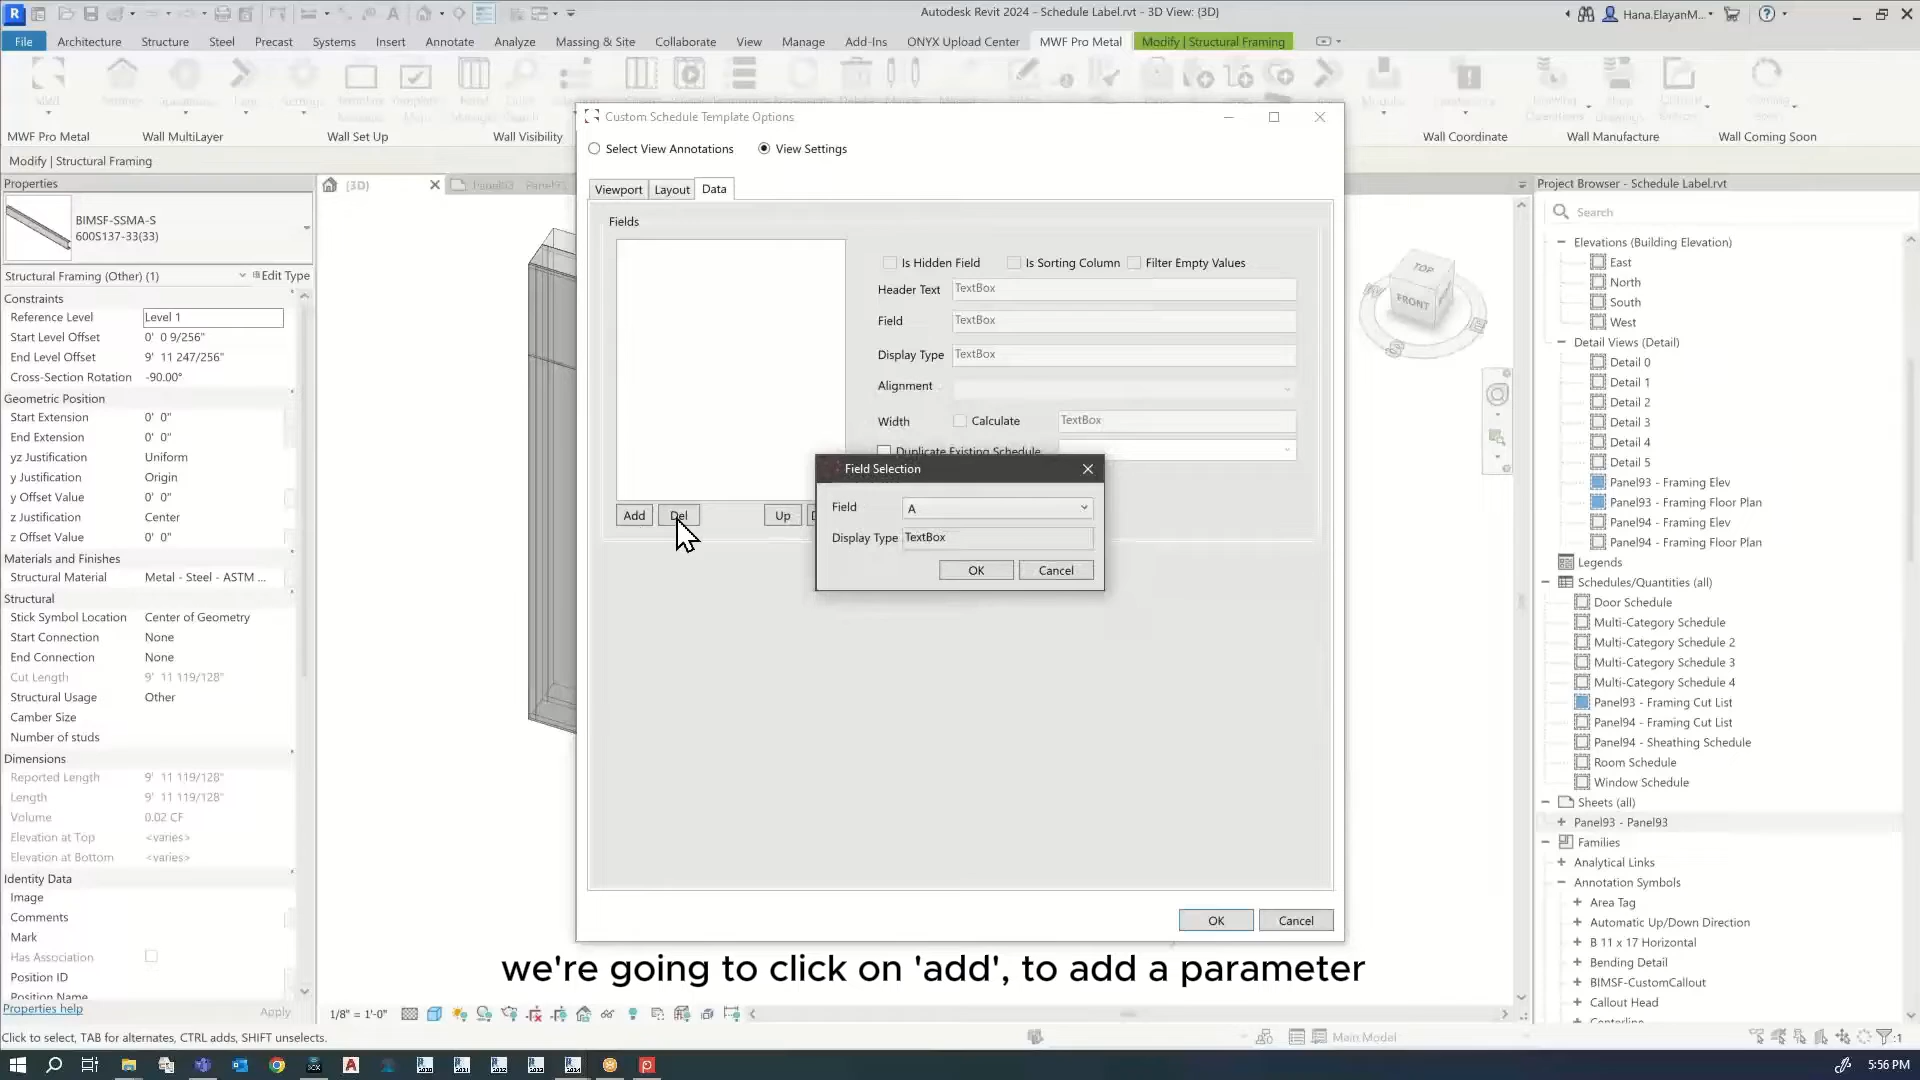 Autodesk Revit 2024 - Schedule Label.rvt - 3D View: {3D}
Hana.ElayanM...
File Architecture Structure Steel Precast Systems Insert Annotate Analyze Massing & Site Collaborate View Manage Add-Ins ONYX Upload Center MWF Pro Metal Modify | Structural Framing
MWF Pro Metal Wall MultiLayer Wall Set Up Wall Visibility Wall Coordinate Wall Manufacture Wall Coming Soon
Modify | Structural Framing
Properties
BIMSF-SSMA-S
600S137-33(33)
Structural Framing (Other) (1) Edit Type
Constraints
Reference Level Level 1
Start Level Offset 0' 0 9/256"
End Level Offset 9' 11 247/256"
Cross-Section Rotation -90.00°
Geometric Position
Start Extension 0' 0"
End Extension 0' 0"
yz Justification Uniform
y Justification Origin
y Offset Value 0' 0"
z Justification Center
z Offset Value 0' 0"
Materials and Finishes
Structural Material Metal - Steel - ASTM ...
Structural
Stick Symbol Location Center of Geometry
Start Connection None
End Connection None
Cut Length 9' 11 119/128"
Structural Usage Other
Camber Size
Number of studs
Dimensions
Reported Length 9' 11 119/128"
Length 9' 11 119/128"
Volume 0.02 CF
Elevation at Top <varies>
Elevation at Bottom <varies>
Identity Data
Image
Comments
Mark
Has Association
Position ID
Position Name
Properties help Apply
{3D}
Custom Schedule Template Options
Select View Annotations View Settings
Viewport Layout Data
Fields
Is Hidden Field Is Sorting Column Filter Empty Values
Header Text TextBox
Field TextBox
Display Type TextBox
Alignment
Width Calculate TextBox
Duplicate Existing Schedule
Add Del Up
Field Selection
Field A
Display Type TextBox
OK Cancel
OK Cancel
TOP
FRONT
Project Browser - Schedule Label.rvt
Search
Elevations (Building Elevation)
East
North
South
West
Detail Views (Detail)
Detail 0
Detail 1
Detail 2
Detail 3
Detail 4
Detail 5
Panel93 - Framing Elev
Panel93 - Framing Floor Plan
Panel94 - Framing Elev
Panel94 - Framing Floor Plan
Legends
Schedules/Quantities (all)
Door Schedule
Multi-Category Schedule
Multi-Category Schedule 2
Multi-Category Schedule 3
Multi-Category Schedule 4
Panel93 - Framing Cut List
Panel94 - Framing Cut List
Panel94 - Sheathing Schedule
Room Schedule
Window Schedule
Sheets (all)
Panel93 - Panel93
Families
Analytical Links
Annotation Symbols
Area Tag
Automatic Up/Down Direction
B 11 x 17 Horizontal
Bending Detail
BIMSF-CustomCallout
Callout Head
Centerline
we're going to click on 'add', to add a parameter
1/8" = 1'-0"
Click to select, TAB for alternates, CTRL adds, SHIFT unselects.
Main Model
:1
5:56 PM